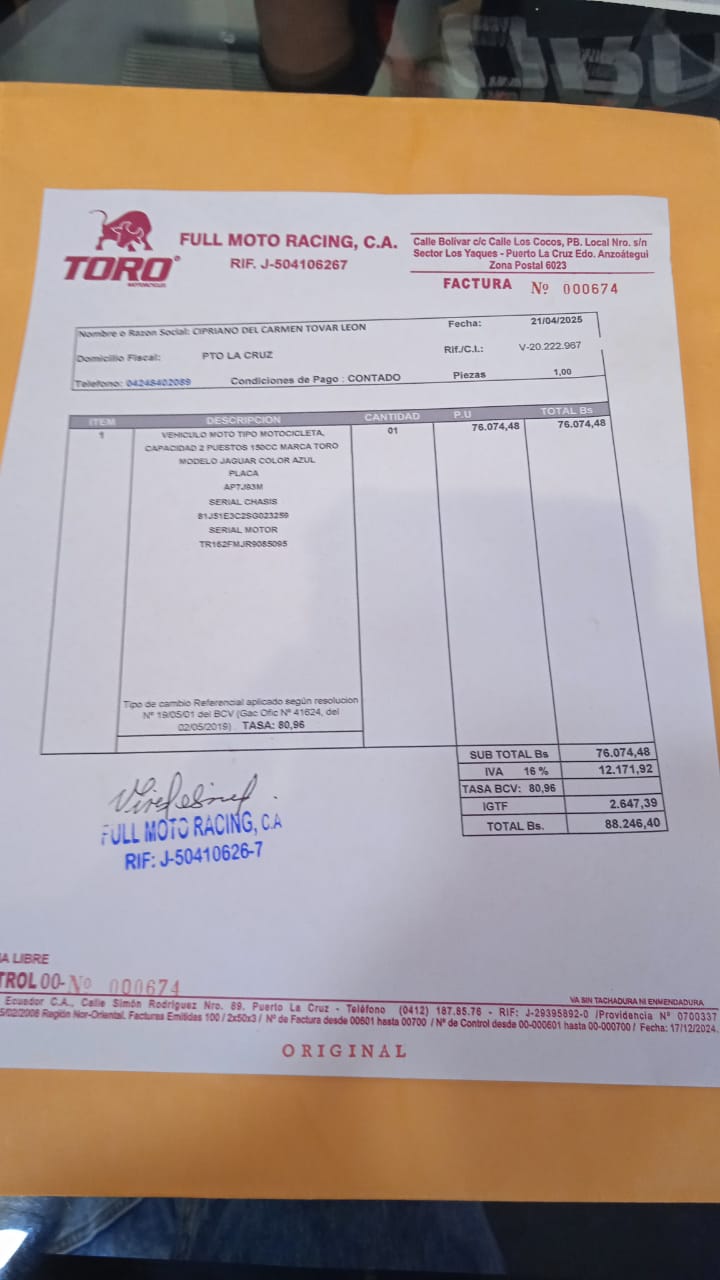 TORO®
MOTORCYCLES
FULL MOTO RACING, C.A.
RIF. J-504106267
Calle Bolívar c/c Calle Los Cocos, PB. Local Nro. s/n
Sector Los Yaques - Puerto La Cruz Edo. Anzoátegui
Zona Postal 6023
FACTURA Nº 000674
Nombre o Razon Social: CIPRIANO DEL CARMEN TOVAR LEON Fecha: 21/04/2025
Domicilio Fiscal: PTO LA CRUZ Rif./C.I.: V-20.222.967
Telefono: 04248402089 Condiciones de Pago : CONTADO Piezas 1,00
ITEM DESCRIPCION CANTIDAD P.U TOTAL Bs
1 VEHICULO MOTO TIPO MOTOCICLETA, 01 76.074,48 76.074,48
CAPACIDAD 2 PUESTOS 150CC MARCA TORO
MODELO JAGUAR COLOR AZUL
PLACA
APTJ83M
SERIAL CHASIS
81JS1E3C2SG023259
SERIAL MOTOR
TR162FMJR9085095
Tipo de cambio Referencial aplicado según resolucion
Nº 19/05/01 del BCV (Gac Ofic Nº 41624, del
02/05/2019) TASA: 80,96
SUB TOTAL Bs 76.074,48
IVA 16 % 12.171,92
TASA BCV: 80,96
IGTF 2.647,39
TOTAL Bs. 88.246,40
FULL MOTO RACING, C.A
RIF: J-50410626-7
A LIBRE
TROL 00-Nº 000674
VA SIN TACHADURA NI ENMENDADURA
Ecuador C.A., Calle Simón Rodríguez Nro. 89, Puerto La Cruz - Teléfono (0412) 187.85.76 - RIF: J-29395892-0 /Providencia Nº 0700337
5/02/2008 Región Nor-Oriental. Facturas Emitidas 100 / 2x50x3 / Nº de Factura desde 00601 hasta 00700 / Nº de Control desde 00-000601 hasta 00-000700 / Fecha: 17/12/2024.
ORIGINAL